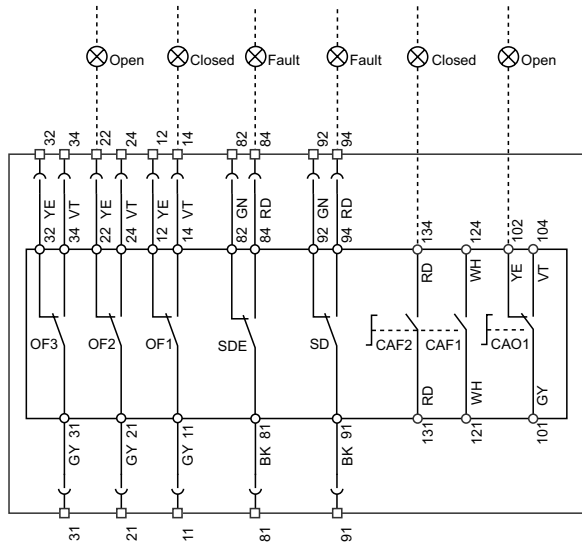 Open Closed Fault Fault Closed Open
32 34 22 24 12 14 82 84 92 94
YE VT YE VT YE VT GN RD GN RD
32 34 22 24 12 14 82 84 92 94 134 124 102 104
RD WH YE VT
OF3 OF2 OF1 SDE SD CAF2 CAF1 CAO1
RD WH GY
31 21 11 81 91 131 121 101
GY GY GY BK BK
31 21 11 81 91